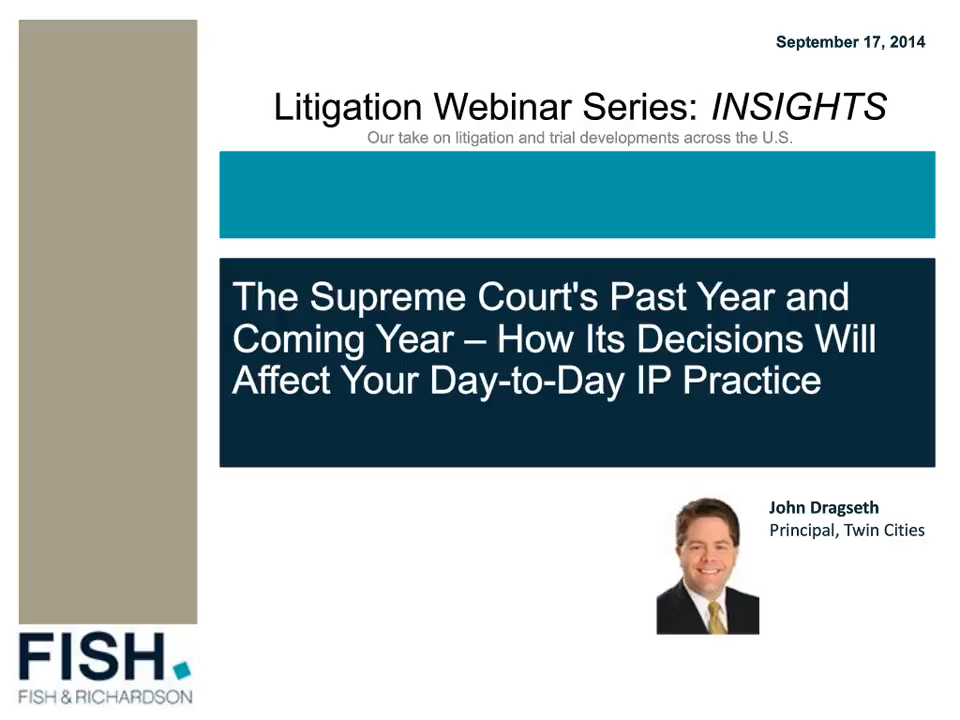 September 17, 2014
Litigation Webinar Series: INSIGHTS
Our take on litigation and trial developments across the U.S.
The Supreme Court's Past Year and
Coming Year – How Its Decisions Will
Affect Your Day-to-Day IP Practice
John Dragseth
Principal, Twin Cities
FISH.
FISH & RICHARDSON